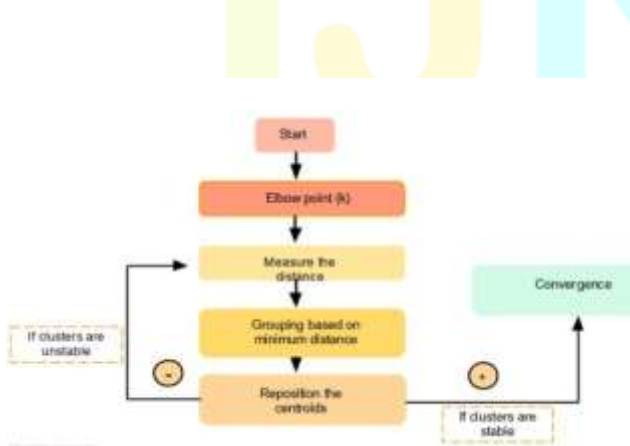 Start
Elbow point (k)
Measure the
distance
Convergence
Grouping based on
minimum distance
If clusters are
unstable
-
+
Reposition the
centroids
If clusters are
stable